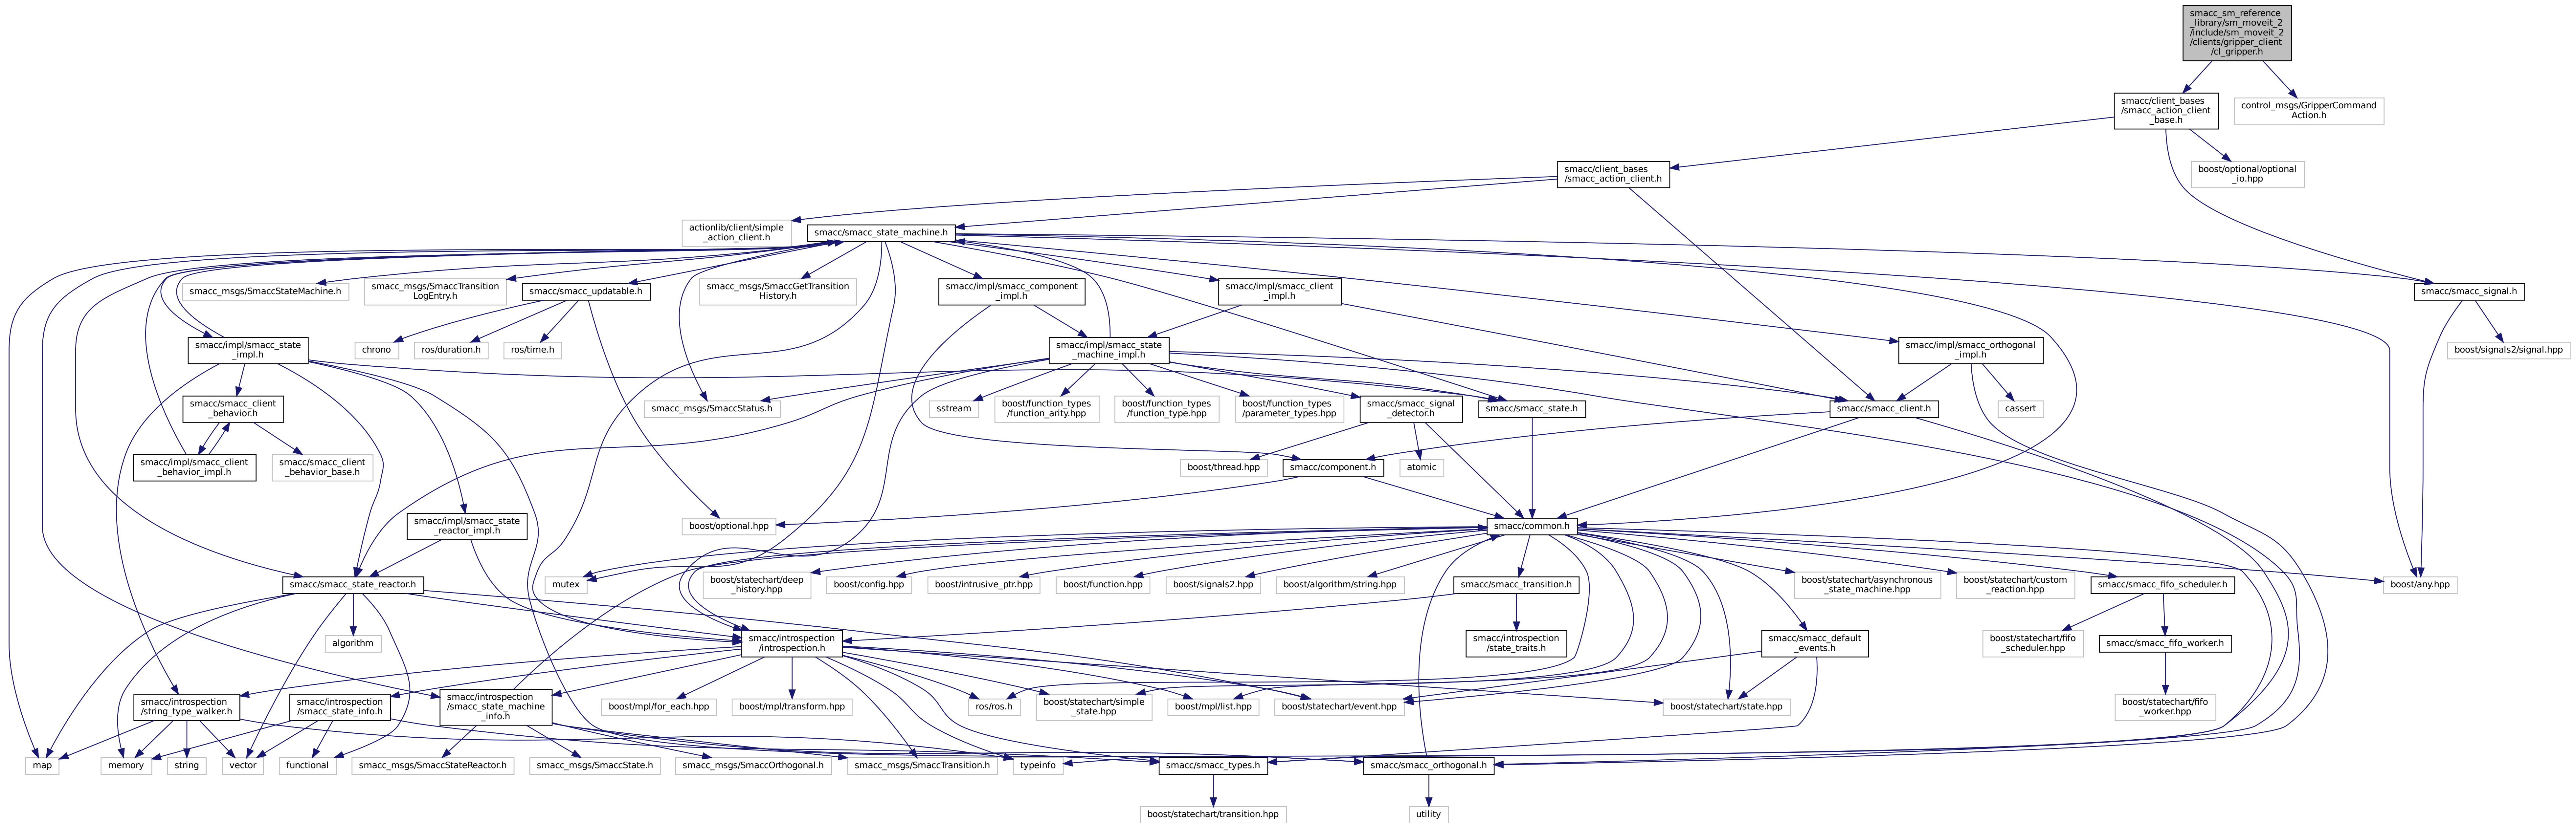 smacc_sm_reference
_library/sm_moveit_2
/include/sm_moveit_2
/clients/gripper_client
/cl_gripper.h
smacc/client_bases
/smacc_action_client
_base.h
control_msgs/GripperCommand
Action.h
smacc/client_bases
/smacc_action_client.h
boost/optional/optional
_io.hpp
actionlib/client/simple
_action_client.h
smacc/smacc_state_machine.h
smacc_msgs/SmaccStateMachine.h
smacc_msgs/SmaccTransition
LogEntry.h
smacc/smacc_updatable.h
smacc_msgs/SmaccGetTransition
History.h
smacc/impl/smacc_component
_impl.h
smacc/impl/smacc_client
_impl.h
smacc/smacc_signal.h
smacc/impl/smacc_state
_impl.h
chrono
ros/duration.h
ros/time.h
smacc/impl/smacc_state
_machine_impl.h
smacc/impl/smacc_orthogonal
_impl.h
boost/signals2/signal.hpp
smacc/smacc_client
_behavior.h
smacc_msgs/SmaccStatus.h
sstream
boost/function_types
/function_arity.hpp
boost/function_types
/function_type.hpp
boost/function_types
/parameter_types.hpp
smacc/smacc_signal
_detector.h
smacc/smacc_state.h
smacc/smacc_client.h
cassert
smacc/impl/smacc_client
_behavior_impl.h
smacc/smacc_client
_behavior_base.h
boost/thread.hpp
smacc/component.h
atomic
smacc/impl/smacc_state
_reactor_impl.h
boost/optional.hpp
smacc/common.h
smacc/smacc_state_reactor.h
mutex
boost/statechart/deep
_history.hpp
boost/config.hpp
boost/intrusive_ptr.hpp
boost/function.hpp
boost/signals2.hpp
boost/algorithm/string.hpp
smacc/smacc_transition.h
boost/statechart/asynchronous
_state_machine.hpp
boost/statechart/custom
_reaction.hpp
smacc/smacc_fifo_scheduler.h
boost/any.hpp
algorithm
smacc/introspection
/introspection.h
smacc/introspection
/state_traits.h
smacc/smacc_default
_events.h
boost/statechart/fifo
_scheduler.hpp
smacc/smacc_fifo_worker.h
smacc/introspection
/string_type_walker.h
smacc/introspection
/smacc_state_info.h
smacc/introspection
/smacc_state_machine
_info.h
boost/mpl/for_each.hpp
boost/mpl/transform.hpp
ros/ros.h
boost/statechart/simple
_state.hpp
boost/mpl/list.hpp
boost/statechart/event.hpp
boost/statechart/state.hpp
boost/statechart/fifo
_worker.hpp
map
memory
string
vector
functional
smacc_msgs/SmaccStateReactor.h
smacc_msgs/SmaccState.h
smacc_msgs/SmaccOrthogonal.h
smacc_msgs/SmaccTransition.h
typeinfo
smacc/smacc_types.h
smacc/smacc_orthogonal.h
boost/statechart/transition.hpp
utility